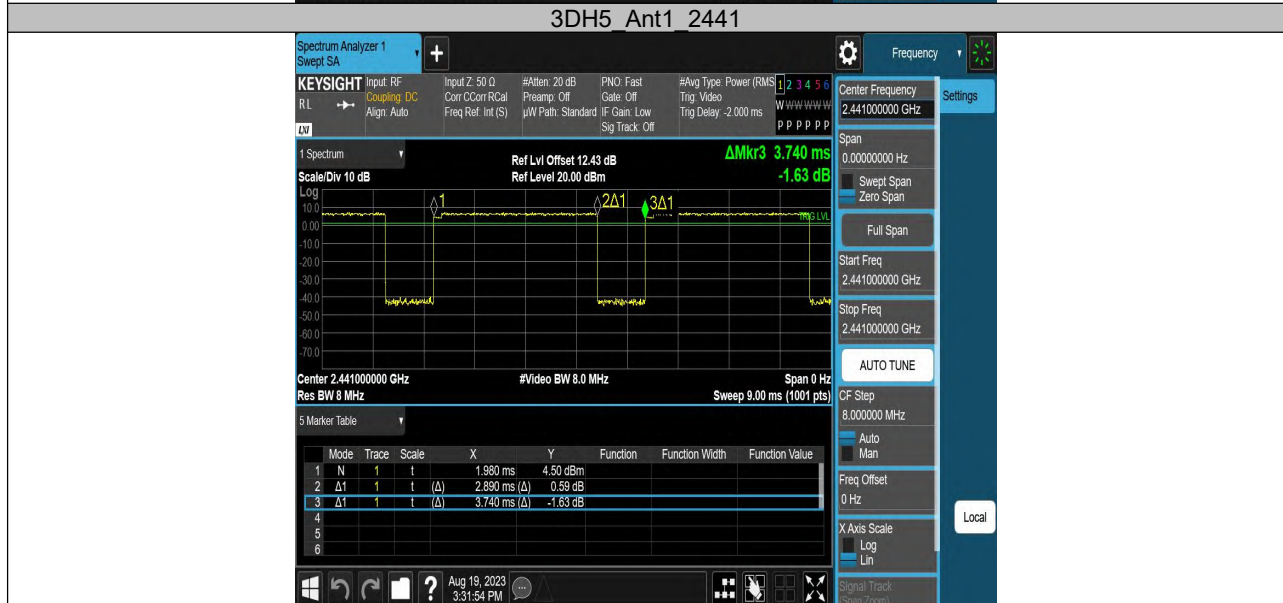 3DH5_Ant1_2441
Spectrum Analyzer 1
Swept SA
+
Frequency
KEYSIGHT
RL
LXI
Input: RF
Coupling: DC
Align: Auto
Input Z: 50 Ω
Corr CCorr RCal
Freq Ref: Int (S)
#Atten: 20 dB
Preamp: Off
µW Path: Standard
PNO: Fast
Gate: Off
IF Gain: Low
Sig Track: Off
#Avg Type: Power (RMS
Trig: Video
Trig Delay: -2.000 ms
1 2 3 4 5 6
W W W W W W
P P P P P P
1 Spectrum
Scale/Div 10 dB
Ref Lvl Offset 12.43 dB
Ref Level 20.00 dBm
ΔMkr3 3.740 ms
-1.63 dB
Log
10.0
0.00
-10.0
-20.0
-30.0
-40.0
-50.0
-60.0
-70.0
1
2Δ1
3Δ1
TRIG LVL
Center 2.441000000 GHz
#Video BW 8.0 MHz
Span 0 Hz
Res BW 8 MHz
Sweep 9.00 ms (1001 pts)
5 Marker Table
Mode Trace Scale X Y Function Function Width Function Value
1 N 1 t 1.980 ms 4.50 dBm
2 Δ1 1 t (Δ) 2.890 ms (Δ) 0.59 dB
3 Δ1 1 t (Δ) 3.740 ms (Δ) -1.63 dB
4
5
6
?
Aug 19, 2023
3:31:54 PM
Center Frequency
2.441000000 GHz
Span
0.00000000 Hz
Swept Span
Zero Span
Full Span
Start Freq
2.441000000 GHz
Stop Freq
2.441000000 GHz
AUTO TUNE
CF Step
8.000000 MHz
Auto
Man
Freq Offset
0 Hz
X Axis Scale
Log
Lin
Signal Track
(Span Zoom)
Settings
Local